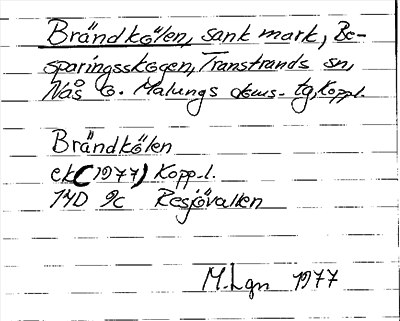 Brändkölen, sank mark, Be-
sparingsskogen, Transtrands sn,
Nås o. Malungs doms. tg, Koppl.
Brändkölen
ek (1977) Kopp.l.
14D 9c Resjövallen
M.Lgn 1977